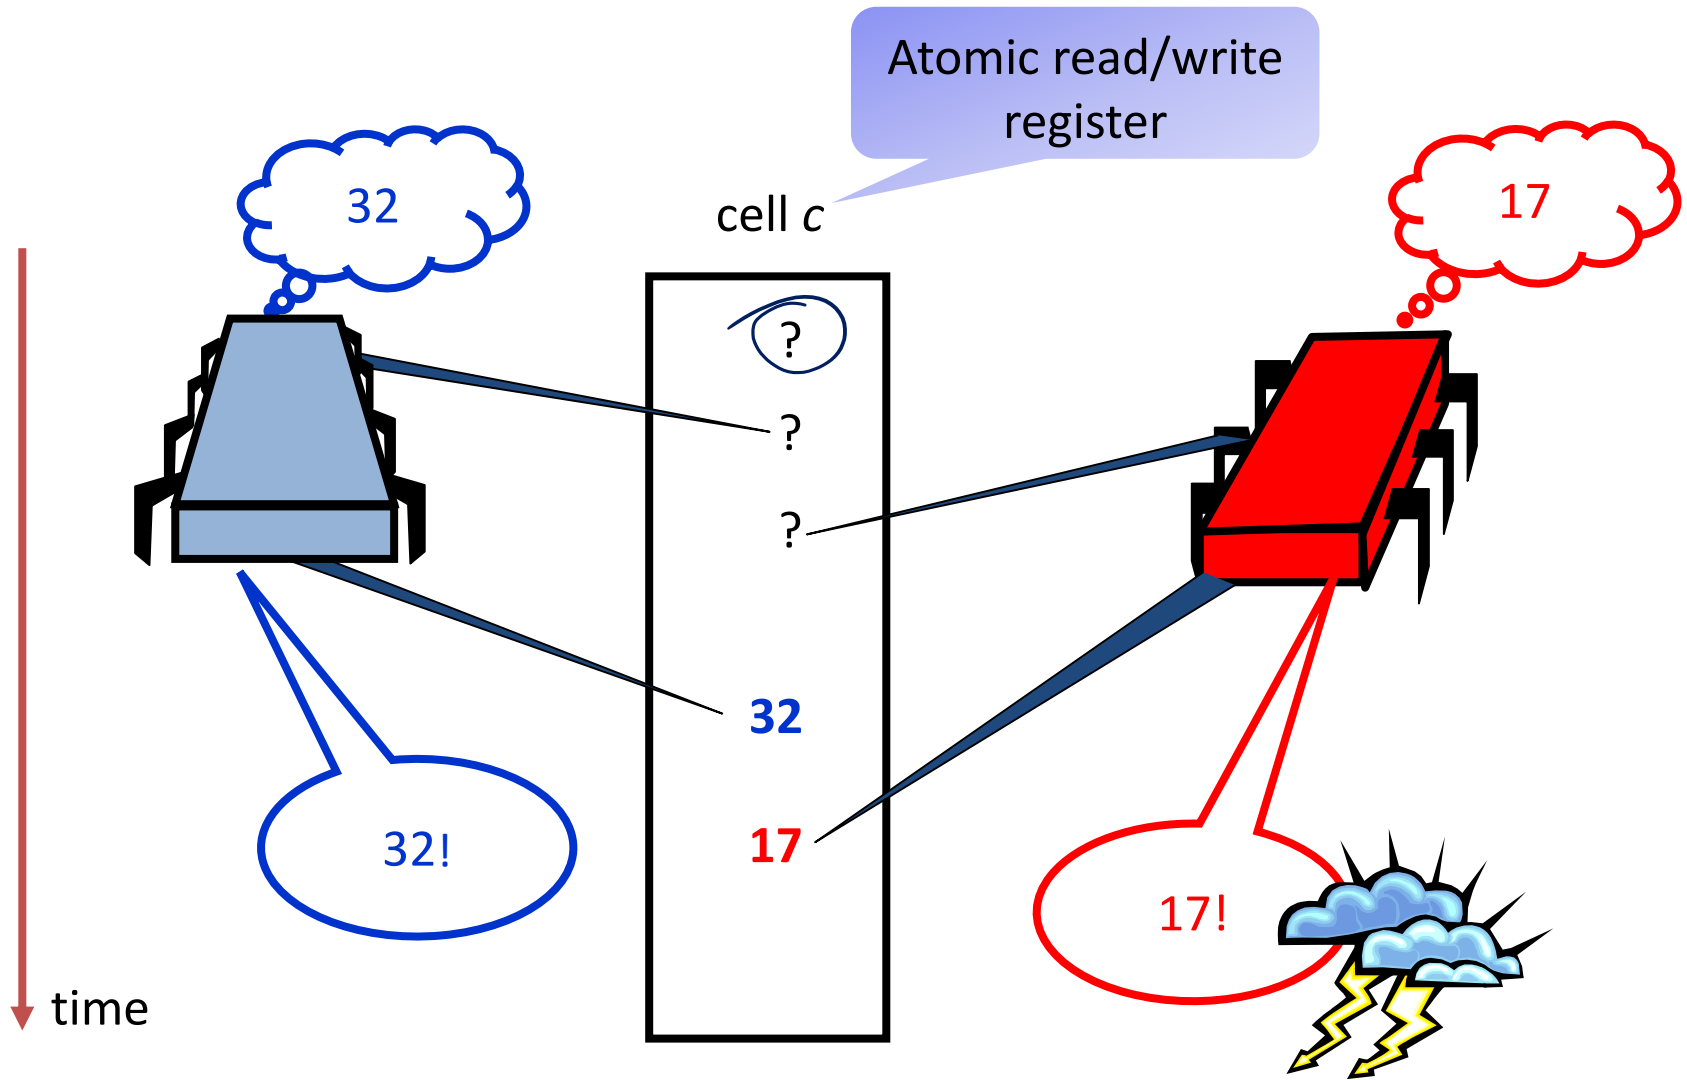 Atomic read/write
register
32
17
cell c
?
?
?
32
17
32!
17!
time